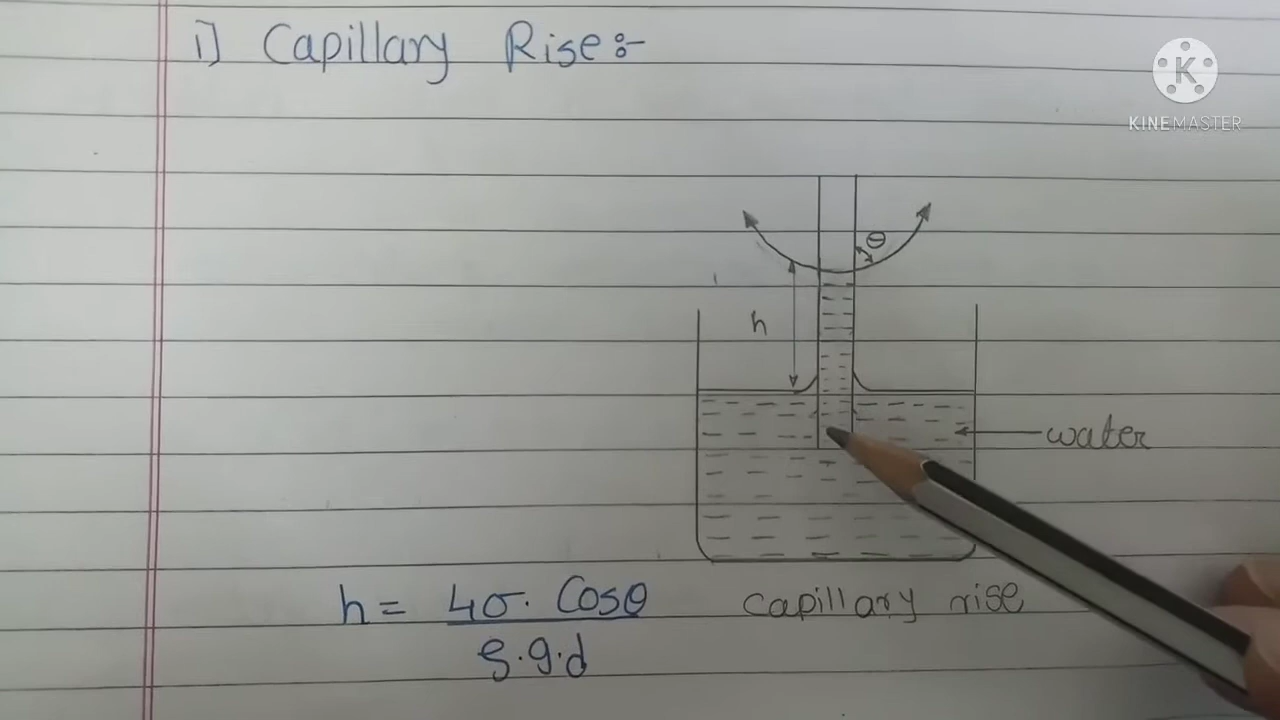 i) Capillary Rise:-
K
KINEMASTER
θ
h
water
h = 4σ. Cosθ
ρ.g.d
Capillary rise